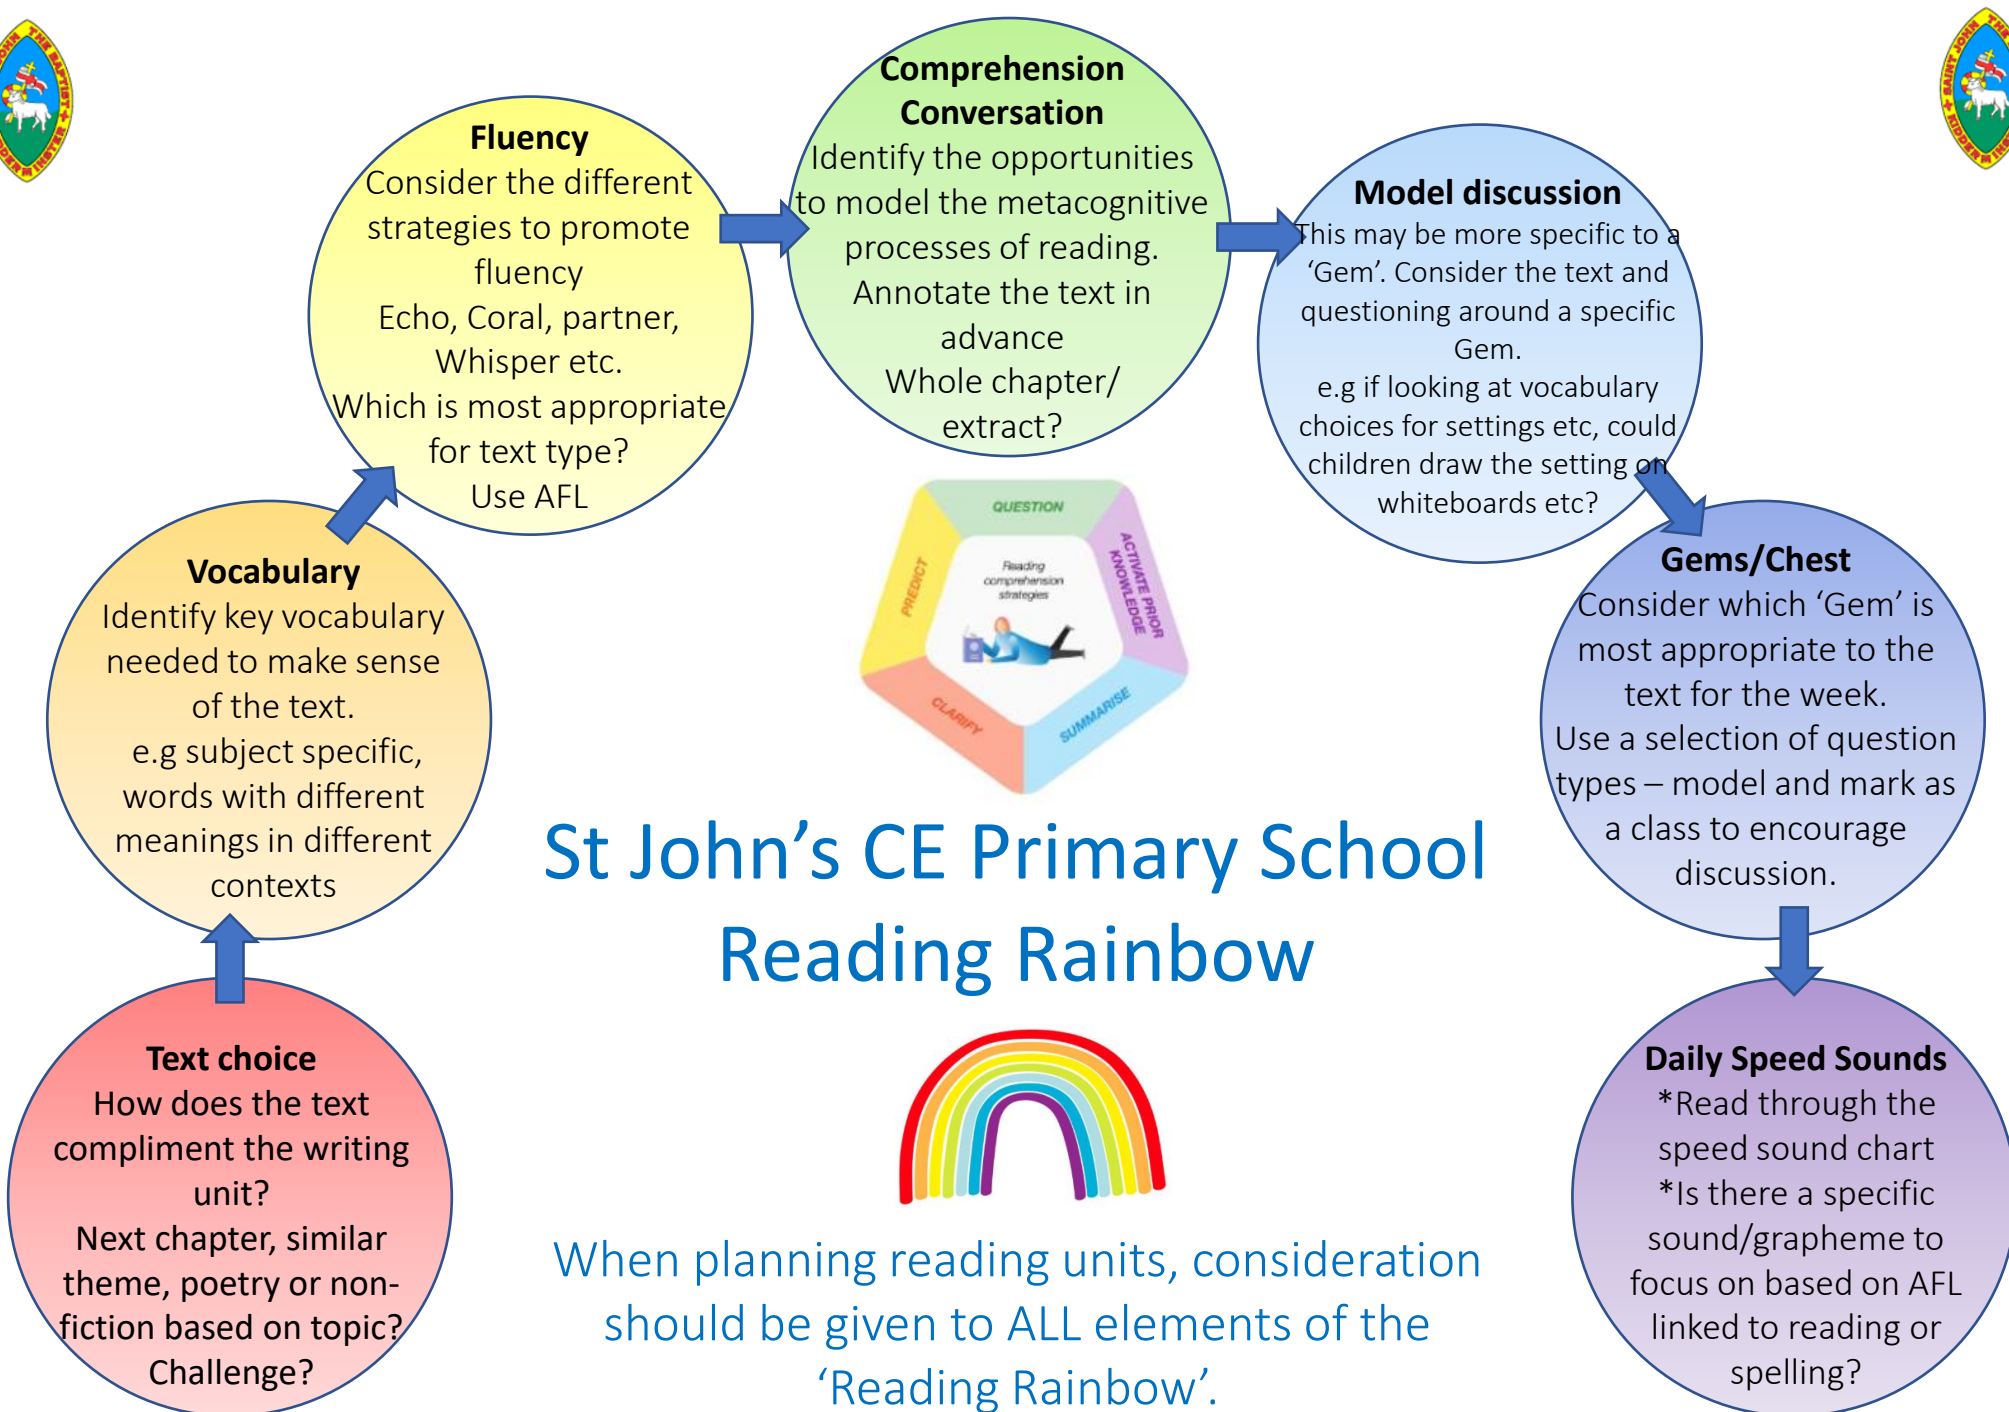 Text choice
How does the text
compliment the writing
unit?
Next chapter, similar
theme, poetry or non-
fiction based on topic?
Challenge?
Vocabulary
Identify key vocabulary
needed to make sense
of the text.
e.g subject specific,
words with different
meanings in different
contexts
Fluency
Consider the different
strategies to promote
fluency
Echo, Coral, partner,
Whisper etc.
Which is most appropriate
for text type?
Use AFL
Comprehension
Conversation
Identify the opportunities
to model the metacognitive
processes of reading.
Annotate the text in
advance
Whole chapter/
extract?
Model discussion
This may be more specific to a
‘Gem’. Consider the text and
questioning around a specific
Gem.
e.g if looking at vocabulary
choices for settings etc, could
children draw the setting on
whiteboards etc?
Gems/Chest
Consider which ‘Gem’ is
most appropriate to the
text for the week.
Use a selection of question
types – model and mark as
a class to encourage
discussion.
Daily Speed Sounds
*Read through the
speed sound chart
*Is there a specific
sound/grapheme to
focus on based on AFL
linked to reading or
spelling?
QUESTION
ACTIVATE PRIOR
KNOWLEDGE
SUMMARISE
CLARIFY
PREDICT
Reading
comprehension
strategies
St John’s CE Primary School
Reading Rainbow
When planning reading units, consideration
should be given to ALL elements of the
‘Reading Rainbow’.
JOHN THE BAPTIST
SAINT JOHN THE
KIDDERMINSTER